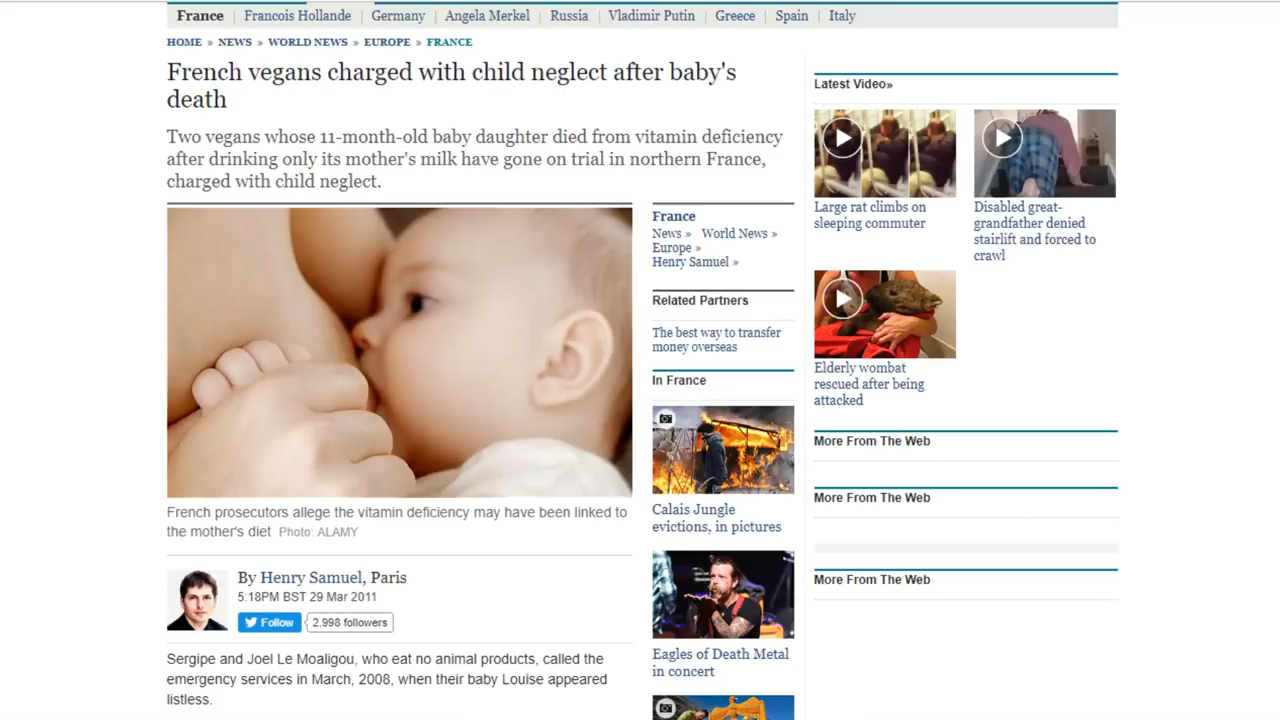 France | Francois Hollande | Germany | Angela Merkel | Russia | Vladimir Putin | Greece | Spain | Italy
HOME » NEWS » WORLD NEWS » EUROPE » FRANCE
French vegans charged with child neglect after baby's
death
Two vegans whose 11-month-old baby daughter died from vitamin deficiency
after drinking only its mother's milk have gone on trial in northern France,
charged with child neglect.
French prosecutors allege the vitamin deficiency may have been linked to
the mother's diet Photo: ALAMY
By Henry Samuel, Paris
5:18PM BST 29 Mar 2011
Follow 2,998 followers
Sergipe and Joel Le Moaligou, who eat no animal products, called the
emergency services in March, 2008, when their baby Louise appeared
listless.
France
News » World News »
Europe »
Henry Samuel »
Related Partners
The best way to transfer
money overseas
In France
Calais Jungle
evictions, in pictures
Eagles of Death Metal
in concert
Latest Video»
Large rat climbs on
sleeping commuter
Disabled great-
grandfather denied
stairlift and forced to
crawl
Elderly wombat
rescued after being
attacked
More From The Web
More From The Web
More From The Web